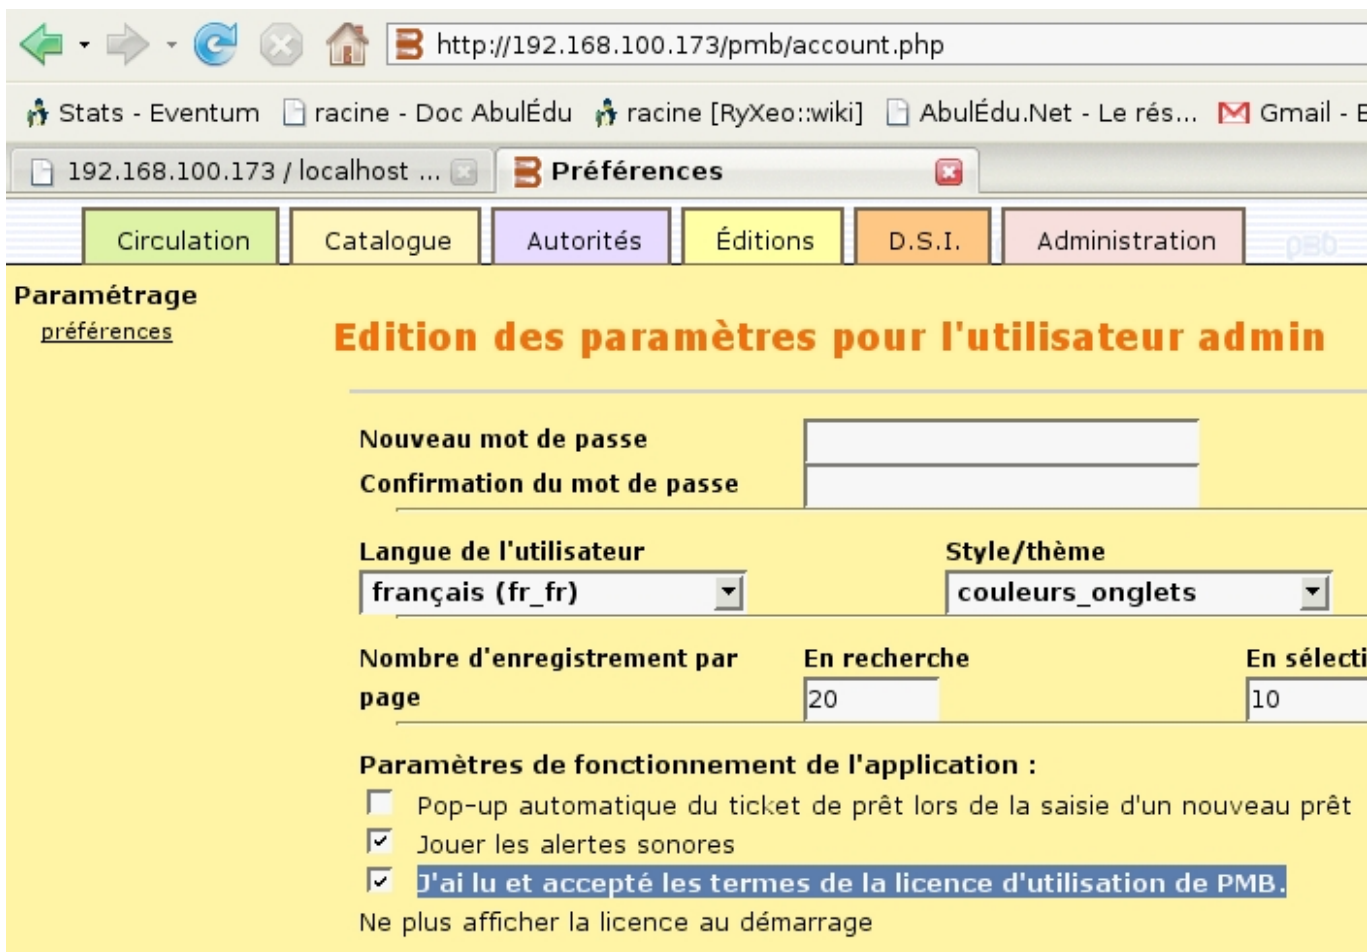 http://192.168.100.173/pmb/account.php
Stats - Eventum racine - Doc AbulÉdu racine [RyXeo::wiki] AbulÉdu.Net - Le rés... Gmail -
192.168.100.173 / localhost ... Préférences
Circulation Catalogue Autorités Éditions D.S.I. Administration pmb
Paramétrage
préférences
Edition des paramètres pour l'utilisateur admin
Nouveau mot de passe
Confirmation du mot de passe
Langue de l'utilisateur Style/thème
français (fr_fr) couleurs_onglets
Nombre d'enregistrement par page En recherche En sélecti
20 10
Paramètres de fonctionnement de l'application :
Pop-up automatique du ticket de prêt lors de la saisie d'un nouveau prêt
Jouer les alertes sonores
J'ai lu et accepté les termes de la licence d'utilisation de PMB.
Ne plus afficher la licence au démarrage